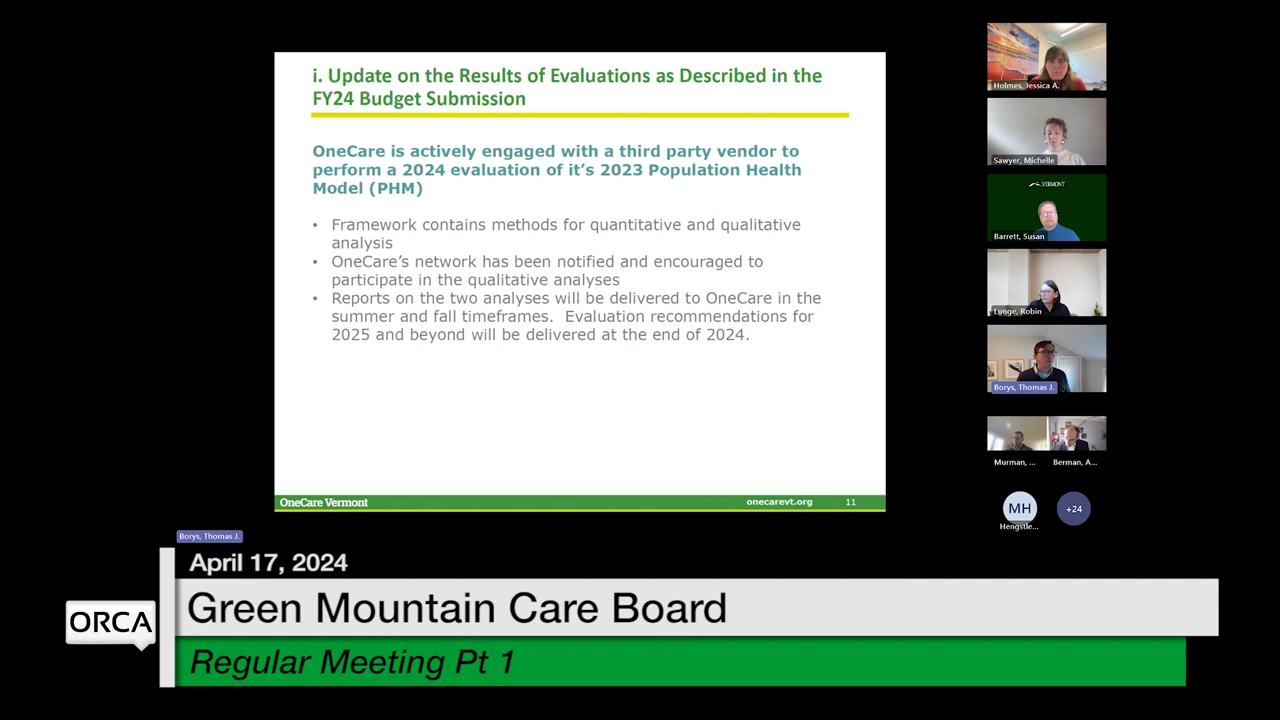 i. Update on the Results of Evaluations as Described in the
FY24 Budget Submission
OneCare is actively engaged with a third party vendor to
perform a 2024 evaluation of it's 2023 Population Health
Model (PHM)
• Framework contains methods for quantitative and qualitative
analysis
• OneCare's network has been notified and encouraged to
participate in the qualitative analyses
• Reports on the two analyses will be delivered to OneCare in the
summer and fall timeframes. Evaluation recommendations for
2025 and beyond will be delivered at the end of 2024.
OneCare Vermont
onecarevt.org
11
Holmes, Jessica A.
Sawyer, Michelle
VERMONT
Barrett, Susan
Lunge, Robin
Borys, Thomas J.
Murman, ...
Berman, A...
MH
+24
Hengstle...
Borys, Thomas J.
April 17, 2024
Green Mountain Care Board
ORCA
Regular Meeting Pt 1